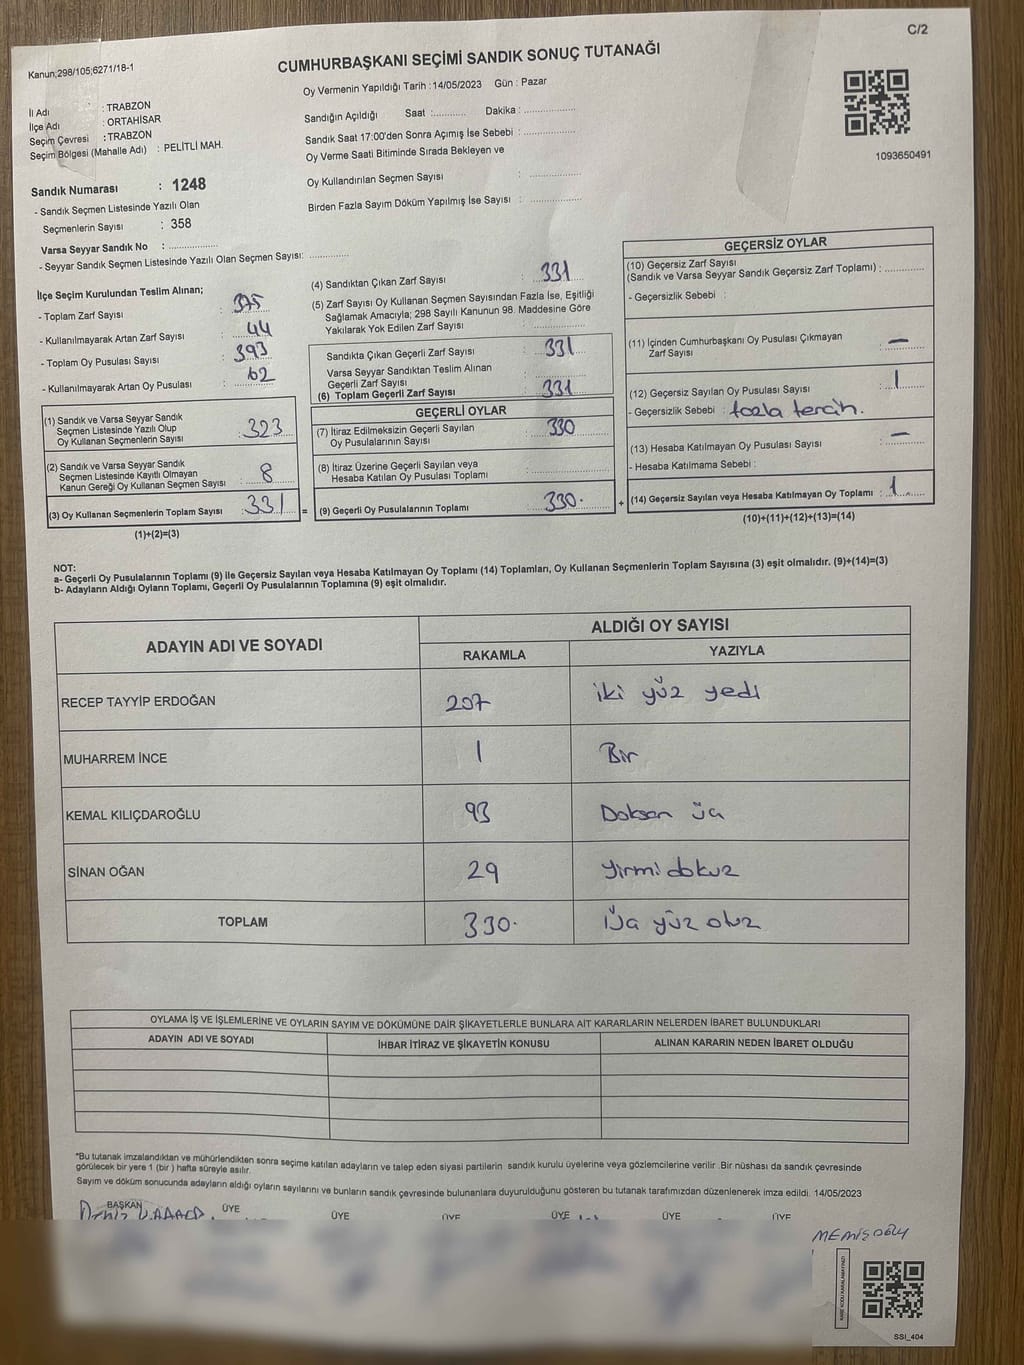 C/2
Kanun;298/105;6271/18-1
CUMHURBAŞKANI SEÇİMİ SANDIK SONUÇ TUTANAĞI
Oy Vermenin Yapıldığı Tarih : 14/05/2023 Gün : Pazar
İl Adı : TRABZON
İlçe Adı : ORTAHİSAR
Seçim Çevresi : TRABZON
Seçim Bölgesi (Mahalle Adı) : PELİTLİ MAH.
Sandığın Açıldığı Saat :........... Dakika :................
Sandık Saat 17:00'den Sonra Açımış İse Sebebi :................
Oy Verme Saati Bitiminde Sırada Bekleyen ve
Oy Kullandırılan Seçmen Sayısı :................
Birden Fazla Sayım Döküm Yapılmış İse Sayısı :................
1093650491
Sandık Numarası : 1248
- Sandık Seçmen Listesinde Yazılı Olan
Seçmenlerin Sayısı : 358
Varsa Seyyar Sandık No :................
- Seyyar Sandık Seçmen Listesinde Yazılı Olan Seçmen Sayısı: .............
İlçe Seçim Kurulundan Teslim Alınan;
- Toplam Zarf Sayısı : 375
- Kullanılmayarak Artan Zarf Sayısı : 44
- Toplam Oy Pusulası Sayısı : 393
- Kullanılmayarak Artan Oy Pusulası : 62
(1) Sandık ve Varsa Seyyar Sandık
Seçmen Listesinde Yazılı Olup
Oy Kullanan Seçmenlerin Sayısı : 323
(2) Sandık ve Varsa Seyyar Sandık
Seçmen Listesinde Kayıtlı Olmayan
Kanun Gereği Oy Kullanan Seçmen Sayısı : 8
(3) Oy Kullanan Seçmenlerin Toplam Sayısı : 331 =
(1)+(2)=(3)
(4) Sandıktan Çıkan Zarf Sayısı : 331
(5) Zarf Sayısı Oy Kullanan Seçmen Sayısından Fazla İse, Eşitliği
Sağlamak Amacıyla; 298 Sayılı Kanunun 98. Maddesine Göre
Yakılarak Yok Edilen Zarf Sayısı :................
Sandıkta Çıkan Geçerli Zarf Sayısı : 331
Varsa Seyyar Sandıktan Teslim Alınan
Geçerli Zarf Sayısı :
(6) Toplam Geçerli Zarf Sayısı : 331
GEÇERLİ OYLAR
(7) İtiraz Edilmeksizin Geçerli Sayılan
Oy Pusulalarının Sayısı : 330
(8) İtiraz Üzerine Geçerli Sayılan veya
Hesaba Katılan Oy Pusulası Toplamı :................
(9) Geçerli Oy Pusulalarının Toplamı : 330. +
GEÇERSİZ OYLAR
(10) Geçersiz Zarf Sayısı
(Sandık ve Varsa Seyyar Sandık Geçersiz Zarf Toplamı) :............
- Geçersizlik Sebebi :
(11) İçinden Cumhurbaşkanı Oy Pusulası Çıkmayan
Zarf Sayısı : —
(12) Geçersiz Sayılan Oy Pusulası Sayısı : 1
- Geçersizlik Sebebi : fazla tercih.
(13) Hesaba Katılmayan Oy Pusulası Sayısı : —
- Hesaba Katılmama Sebebi :
(14) Geçersiz Sayılan veya Hesaba Katılmayan Oy Toplamı : 1
(10)+(11)+(12)+(13)=(14)
NOT:
a- Geçerli Oy Pusulalarının Toplamı (9) ile Geçersiz Sayılan veya Hesaba Katılmayan Oy Toplamı (14) Toplamları, Oy Kullanan Seçmenlerin Toplam Sayısına (3) eşit olmalıdır. (9)+(14)=(3)
b- Adayların Aldığı Oyların Toplamı, Geçerli Oy Pusulalarının Toplamına (9) eşit olmalıdır.
ADAYIN ADI VE SOYADI
ALDIĞI OY SAYISI
RAKAMLA YAZIYLA
RECEP TAYYİP ERDOĞAN 207 iki yüz yedi
MUHARREM İNCE 1 Bir
KEMAL KILIÇDAROĞLU 93 Doksan üç
SİNAN OĞAN 29 Yirmi dokuz
TOPLAM 330. Üç yüz otuz
OYLAMA İŞ VE İŞLEMLERİNE VE OYLARIN SAYIM VE DÖKÜMÜNE DAİR ŞİKAYETLERLE BUNLARA AİT KARARLARIN NELERDEN İBARET BULUNDUKLARI
ADAYIN ADI VE SOYADI İHBAR İTİRAZ VE ŞİKAYETİN KONUSU ALINAN KARARIN NEDEN İBARET OLDUĞU
*Bu tutanak imzalandıktan ve mühürlendikten sonra seçime katılan adayların ve talep eden siyasi partilerin sandık kurulu üyelerine veya gözlemcilerine verilir .Bir nüshası da sandık çevresinde
görülecek bir yere 1 (bir ) hafta süreyle asılır.
Sayım ve döküm sonucunda adayların aldığı oyların sayılarını ve bunların sandık çevresinde bulunanlara duyurulduğunu gösteren bu tutanak tarafımızdan düzenlenerek imza edildi. 14/05/2023
BAŞKAN ÜYE ÜYE ÜYE ÜYE ÜYE ÜYE
MEMİŞOĞLU
SSI_404